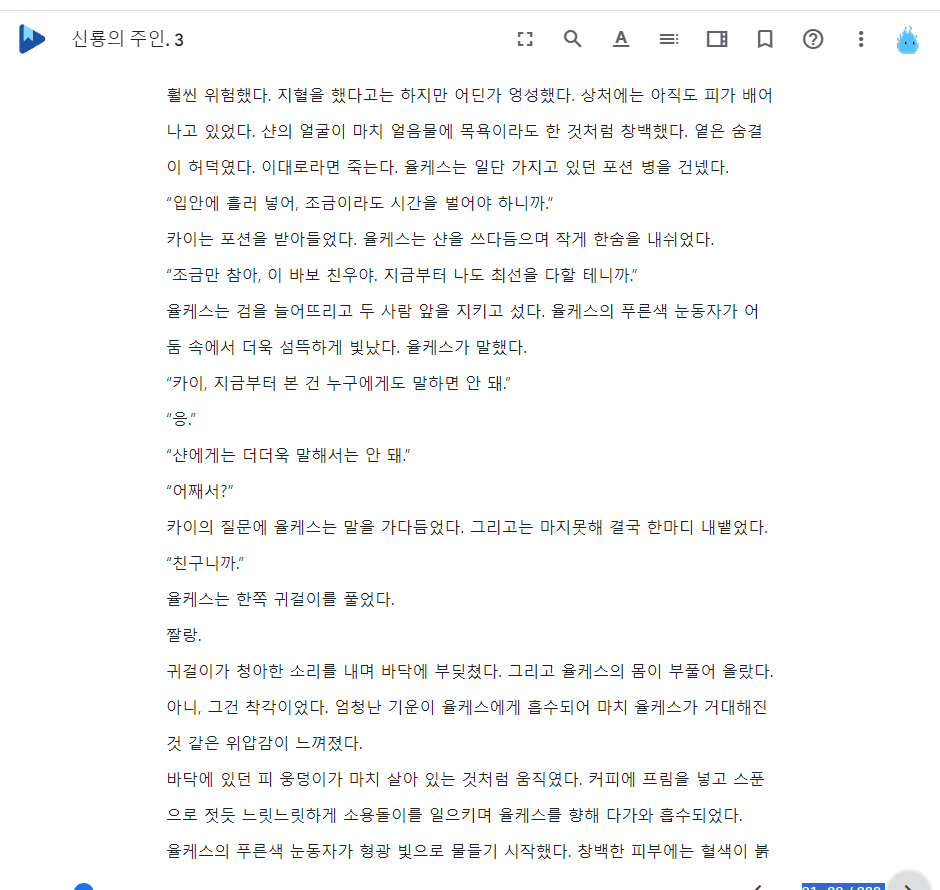 신룡의 주인. 3
훨씬 위험했다. 지혈을 했다고는 하지만 어딘가 엉성했다. 상처에는 아직도 피가 배어
나고 있었다. 샨의 얼굴이 마치 얼음물에 목욕이라도 한 것처럼 창백했다. 옅은 숨결
이 허덕였다. 이대로라면 죽는다. 율케스는 일단 가지고 있던 포션 병을 건넸다.
“입안에 흘러 넣어, 조금이라도 시간을 벌어야 하니까.”
카이는 포션을 받아들었다. 율케스는 샨을 쓰다듬으며 작게 한숨을 내쉬었다.
“조금만 참아, 이 바보 친우야. 지금부터 나도 최선을 다할 테니까.”
율케스는 검을 늘어뜨리고 두 사람 앞을 지키고 섰다. 율케스의 푸른색 눈동자가 어
둠 속에서 더욱 섬뜩하게 빛났다. 율케스가 말했다.
“카이, 지금부터 본 건 누구에게도 말하면 안 돼.”
“응.”
“샨에게는 더더욱 말해서는 안 돼.”
“어째서?”
카이의 질문에 율케스는 말을 가다듬었다. 그리고는 마지못해 결국 한마디 내뱉었다.
“친구니까.”
율케스는 한쪽 귀걸이를 풀었다.
짤랑.
귀걸이가 청아한 소리를 내며 바닥에 부딪쳤다. 그리고 율케스의 몸이 부풀어 올랐다.
아니, 그건 착각이었다. 엄청난 기운이 율케스에게 흡수되어 마치 율케스가 거대해진
것 같은 위압감이 느껴졌다.
바닥에 있던 피 웅덩이가 마치 살아 있는 것처럼 움직였다. 커피에 프림을 넣고 스푼
으로 젓듯 느릿느릿하게 소용돌이를 일으키며 율케스를 향해 다가와 흡수되었다.
율케스의 푸른색 눈동자가 형광 빛으로 물들기 시작했다. 창백한 피부에는 혈색이 붉